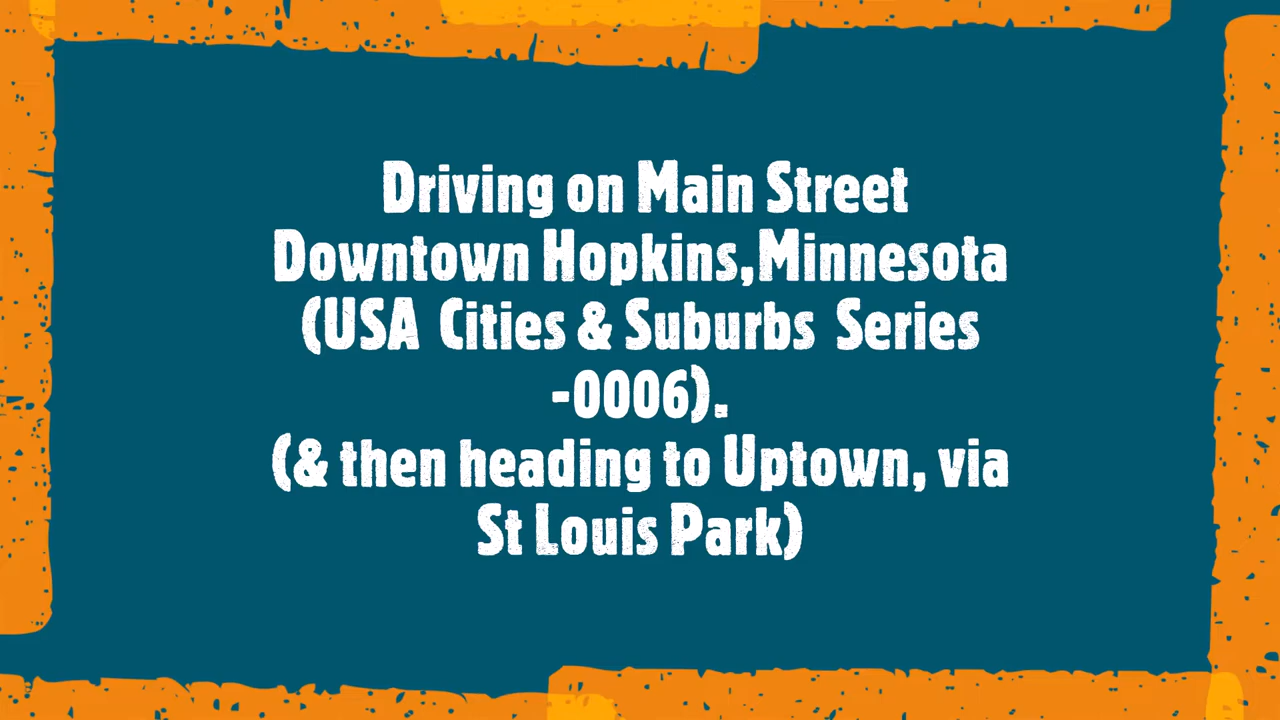 Driving on Main Street
Downtown Hopkins,Minnesota
(USA Cities & Suburbs Series
-0006).
(& then heading to Uptown, via
St Louis Park)